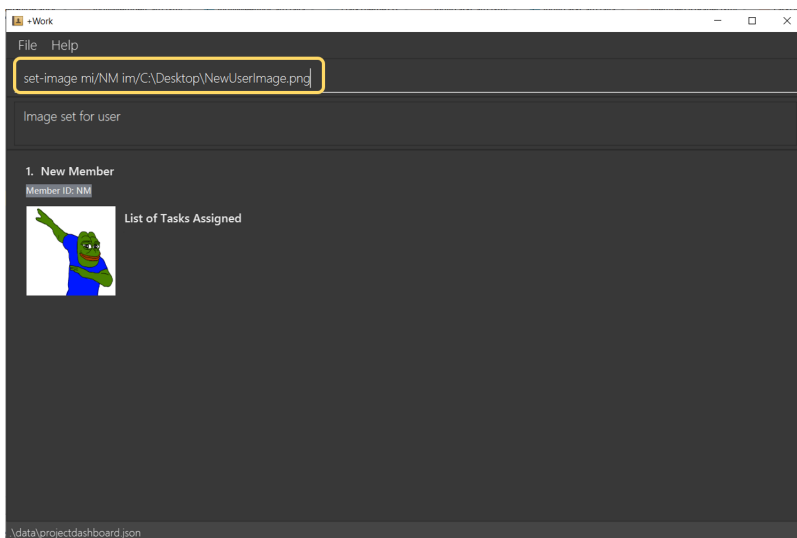 +Work
File Help
set-image mi/NM im/C:\Desktop\NewUserImage.png
Image set for user
1. New Member
Member ID: NM
List of Tasks Assigned
.\data\projectdashboard.json